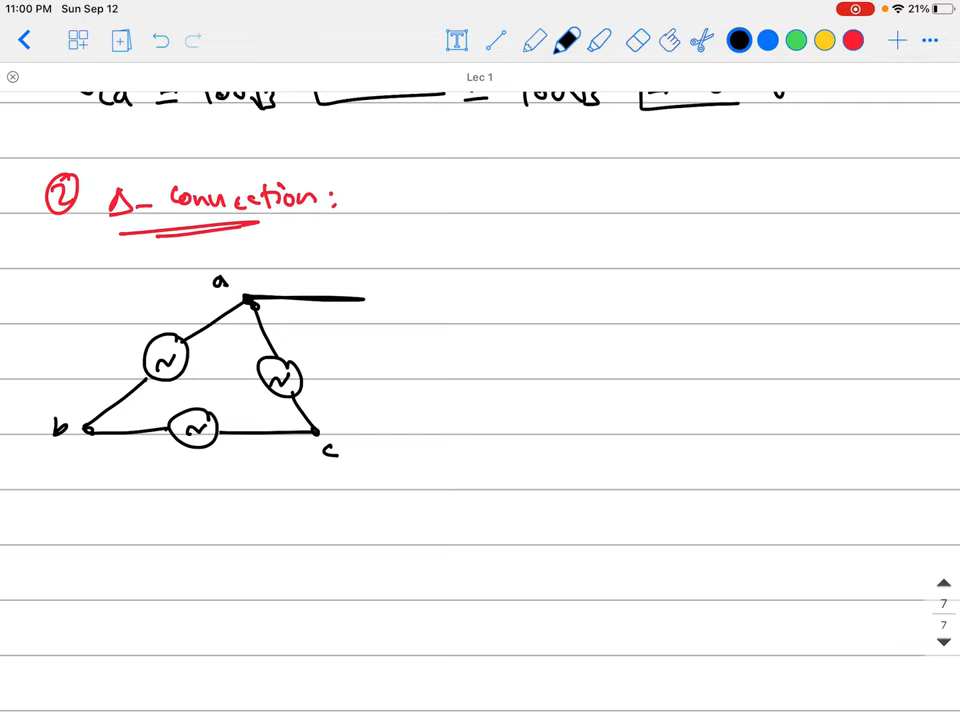 11:00 PM Sun Sep 12
21%
Lec 1
② Δ- connection:
a
b
c
7
7